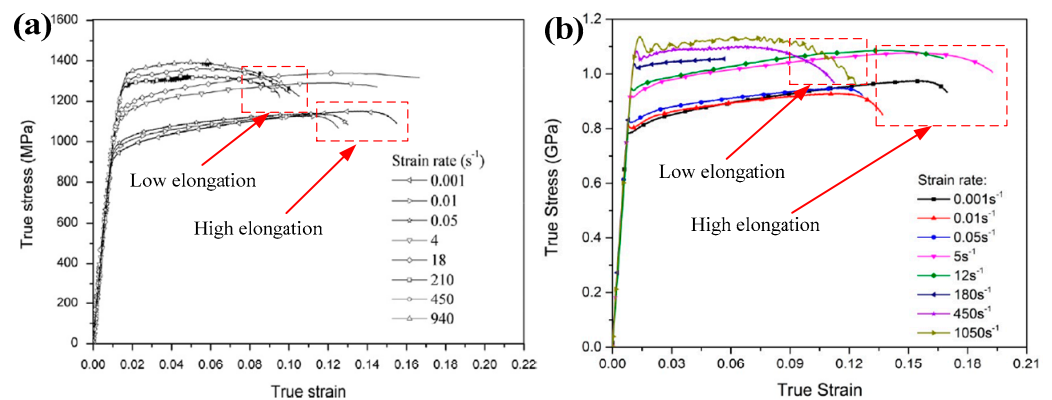 (a)
1600
1400
1200
1000
800
600
400
200
0
True stress (MPa)
0.00 0.02 0.04 0.06 0.08 0.10 0.12 0.14 0.16 0.18 0.20 0.22
True strain
Low elongation
High elongation
Strain rate (s⁻¹)
0.001
0.01
0.05
4
18
210
450
940
(b)
1.2
1.0
0.8
0.6
0.4
0.2
0.0
True Stress (GPa)
0.00 0.03 0.06 0.09 0.12 0.15 0.18 0.21
True Strain
Low elongation
High elongation
Strain rate:
0.001s⁻¹
0.01s⁻¹
0.05s⁻¹
5s⁻¹
12s⁻¹
180s⁻¹
450s⁻¹
1050s⁻¹